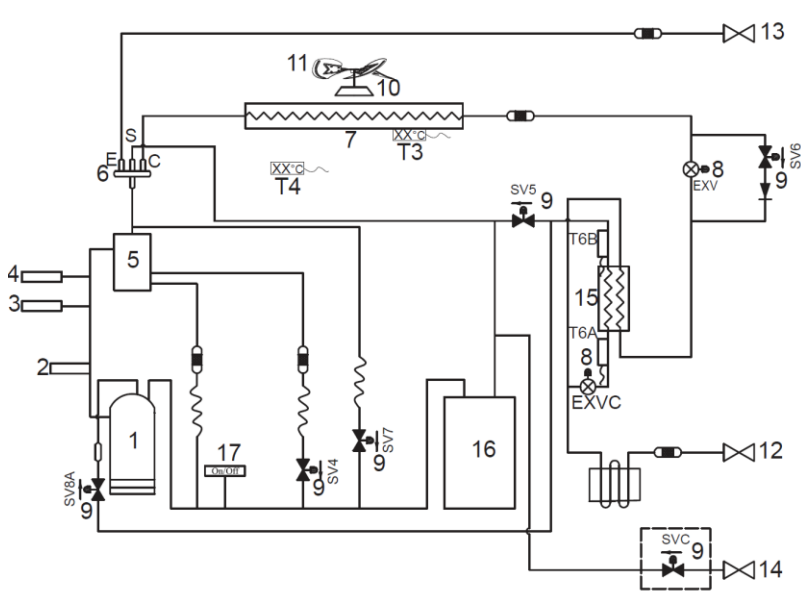 13
11
10
S
E
C
6
7
XX°C
T3
XX°C
T4
8
EXV
SV6
9
SV5
9
T6B
5
4
3
15
T6A
8
EXVC
2
1
17
On/Off
SV4
9
SV7
9
16
12
SV8A
9
SVC
9
14